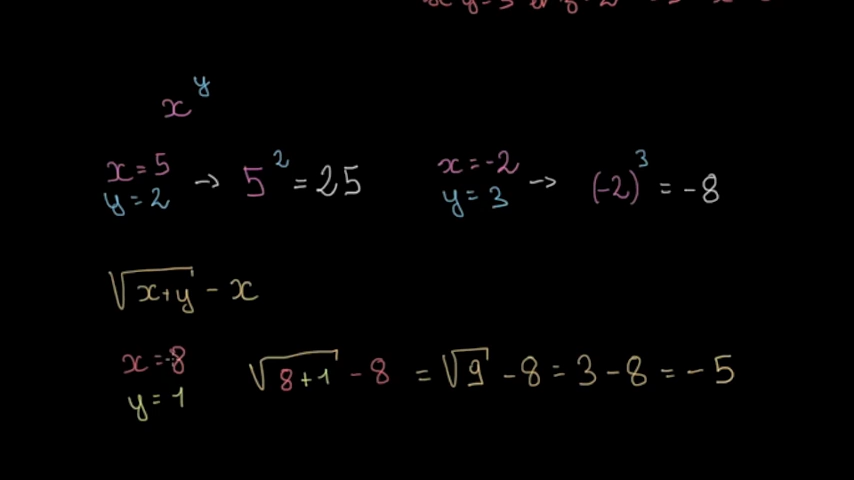 x^y
x=5
y=2 → 5^2 = 25
x=-2
y=3 → (-2)^3 = -8
√(x+y) - x
x=8
y=1
√(8+1) - 8 = √9 - 8 = 3 - 8 = -5